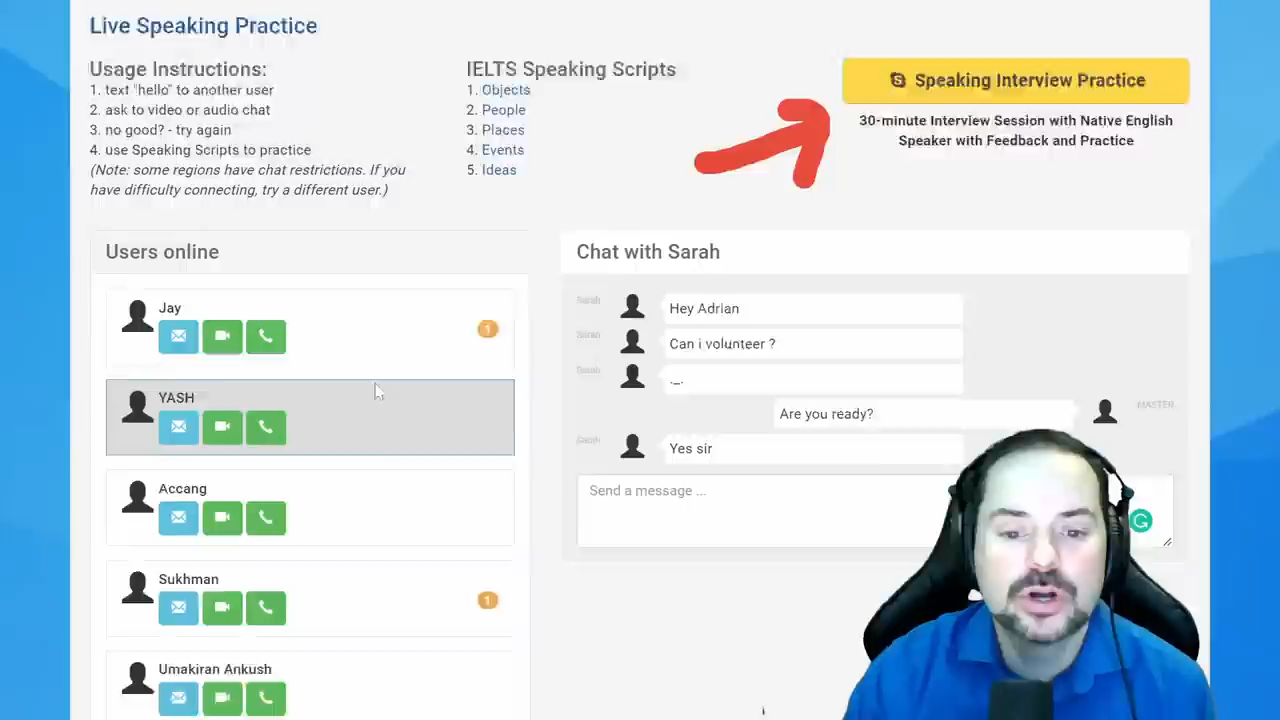 Live Speaking Practice
Usage Instructions:
1. text "hello" to another user
2. ask to video or audio chat
3. no good? - try again
4. use Speaking Scripts to practice
(Note: some regions have chat restrictions. If you
have difficulty connecting, try a different user.)
IELTS Speaking Scripts
1. Objects
2. People
3. Places
4. Events
5. Ideas
Speaking Interview Practice
30-minute Interview Session with Native English
Speaker with Feedback and Practice
Users online
Jay
1
YASH
Accang
Sukhman
1
Umakiran Ankush
Chat with Sarah
Sarah
Hey Adrian
Sarah
Can i volunteer ?
Sarah
._.
Are you ready?
MASTER
Sarah
Yes sir
Send a message ...